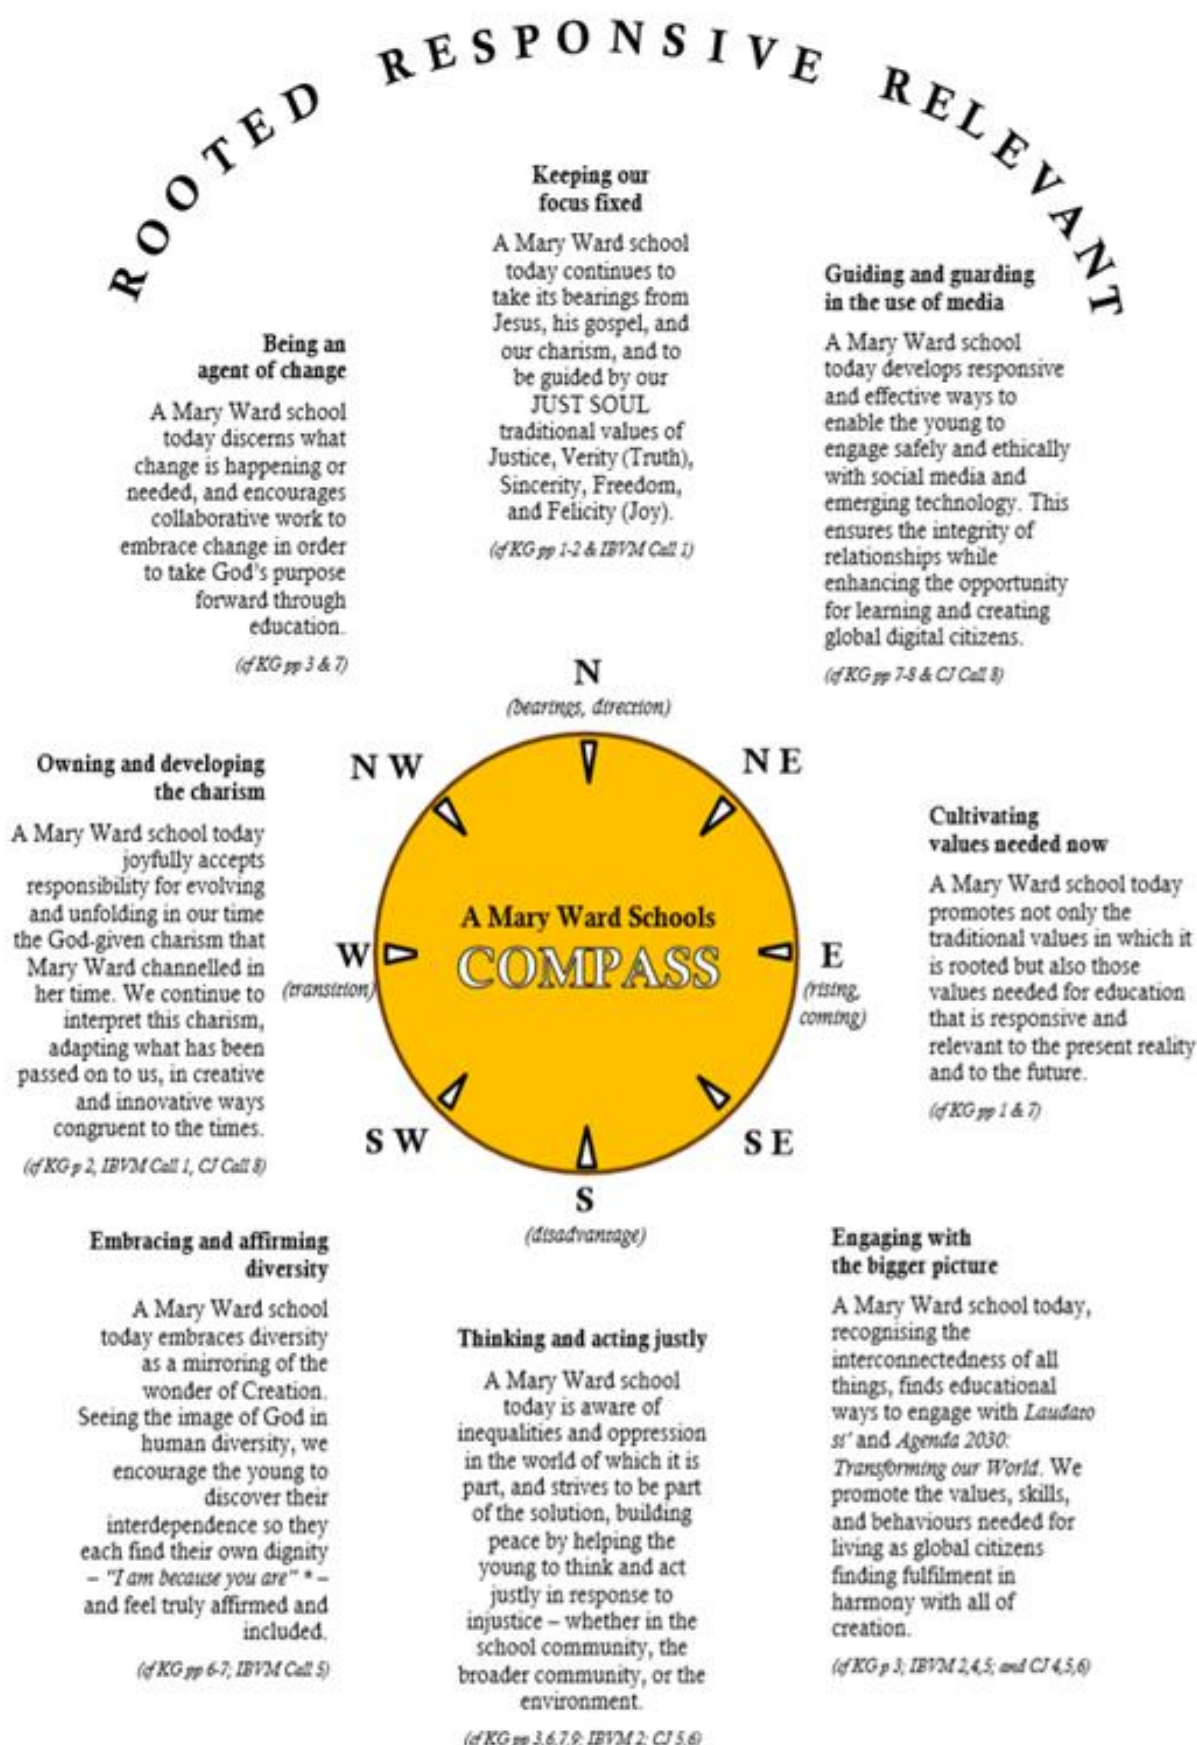 ROOTED RESPONSIVE RELEVANT
Keeping our
focus fixed
A Mary Ward school
today continues to
take its bearings from
Jesus, his gospel, and
our charism, and to
be guided by our
JUST SOUL
traditional values of
Justice, Verity (Truth),
Sincerity, Freedom,
and Felicity (Joy).
(cf KG pp 1-2 & IBVM Call 1)
Guiding and guarding
in the use of media
A Mary Ward school
today develops responsive
and effective ways to
enable the young to
engage safely and ethically
with social media and
emerging technology. This
ensures the integrity of
relationships while
enhancing the opportunity
for learning and creating
global digital citizens.
(cf KG pp 7-8 & CJ Call 8)
Being an
agent of change
A Mary Ward school
today discerns what
change is happening or
needed, and encourages
collaborative work to
embrace change in order
to take God's purpose
forward through
education.
(cf KG pp 3 & 7)
N
(bearings, direction)
N W
N E
Owning and developing
the charism
A Mary Ward school today
joyfully accepts
responsibility for evolving
and unfolding in our time
the God-given charism that
Mary Ward channelled in
her time. We continue to
interpret this charism,
adapting what has been
passed on to us, in creative
and innovative ways
congruent to the times.
(cf KG p 2, IBVM Call 1, CJ Call 8)
W
(transition)
A Mary Ward Schools
COMPASS
E
(rising,
coming)
Cultivating
values needed now
A Mary Ward school today
promotes not only the
traditional values in which it
is rooted but also those
values needed for education
that is responsive and
relevant to the present reality
and to the future.
(cf KG pp 1 & 7)
S W
S E
S
(disadvantage)
Embracing and affirming
diversity
A Mary Ward school
today embraces diversity
as a mirroring of the
wonder of Creation.
Seeing the image of God in
human diversity, we
encourage the young to
discover their
interdependence so they
each find their own dignity
– "I am because you are" * –
and feel truly affirmed and
included.
(cf KG pp 6-7; IBVM Call 5)
Thinking and acting justly
A Mary Ward school
today is aware of
inequalities and oppression
in the world of which it is
part, and strives to be part
of the solution, building
peace by helping the
young to think and act
justly in response to
injustice – whether in the
school community, the
broader community, or the
environment.
(cf KG pp 3,6,7,9; IBVM 2; CJ 5,6)
Engaging with
the bigger picture
A Mary Ward school today,
recognising the
interconnectedness of all
things, finds educational
ways to engage with Laudato
si' and Agenda 2030:
Transforming our World. We
promote the values, skills,
and behaviours needed for
living as global citizens
finding fulfilment in
harmony with all of
creation.
(cf KG p 3; IBVM 2,4,5; and CJ 4,5,6)